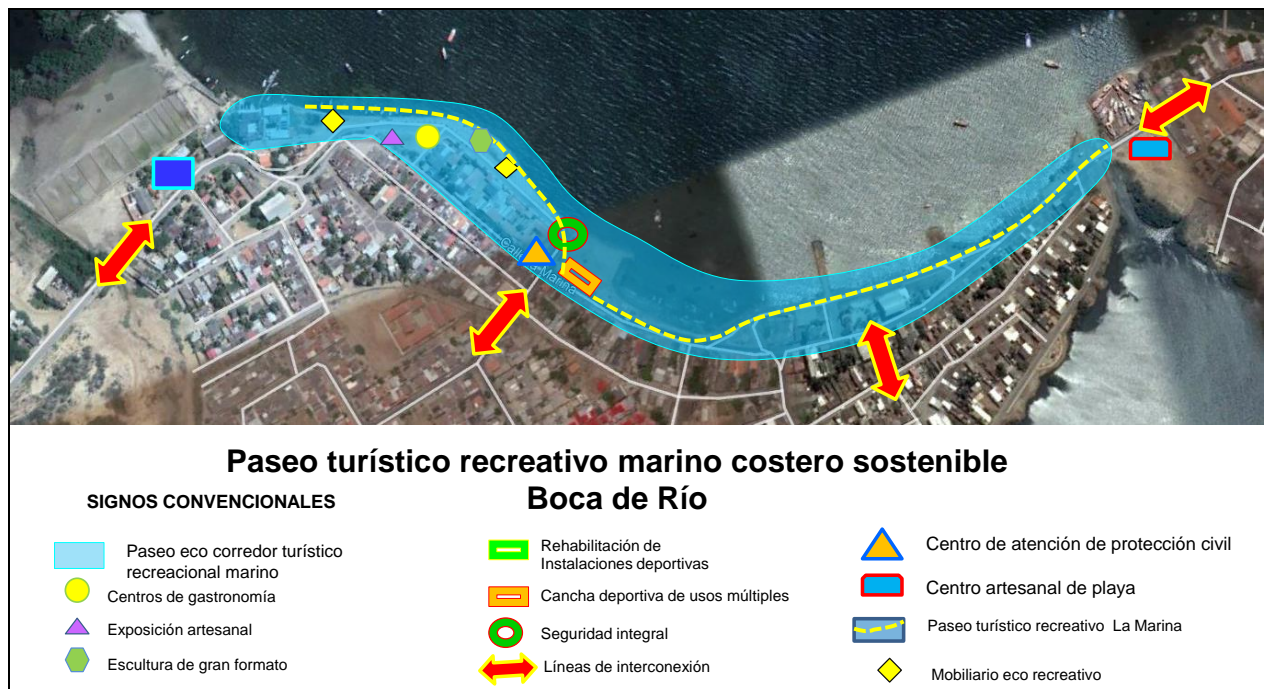 Calle La Marina
Paseo turístico recreativo marino costero sostenible
Boca de Río
SIGNOS CONVENCIONALES
Paseo eco corredor turístico
recreacional marino
Centros de gastronomía
Exposición artesanal
Escultura de gran formato
Rehabilitación de
Instalaciones deportivas
Cancha deportiva de usos múltiples
Seguridad integral
Líneas de interconexión
Centro de atención de protección civil
Centro artesanal de playa
Paseo turístico recreativo La Marina
Mobiliario eco recreativo